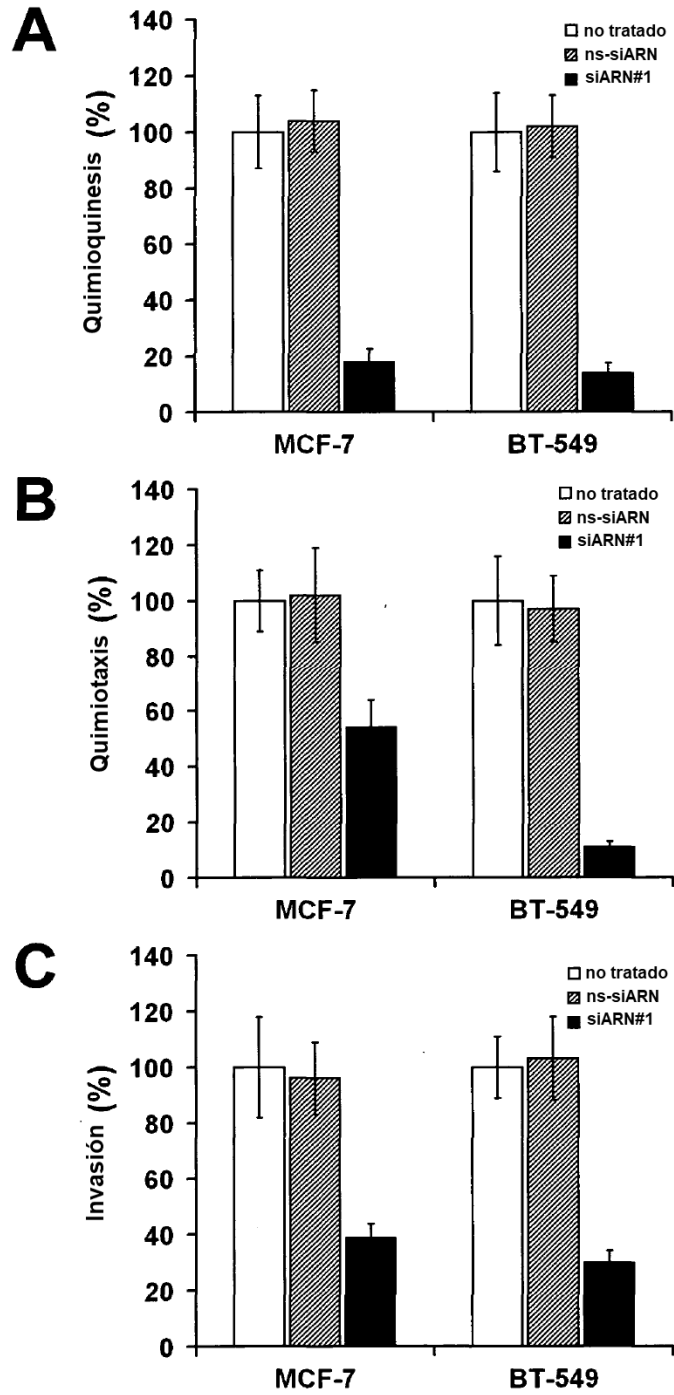 A
no tratado
ns-siARN
siARN#1
Quimioquinesis (%)
140
120
100
80
60
40
20
0
MCF-7 BT-549
B
no tratado
ns-siARN
siARN#1
Quimiotaxis (%)
140
120
100
80
60
40
20
0
MCF-7 BT-549
C
no tratado
ns-siARN
siARN#1
Invasión (%)
140
120
100
80
60
40
20
0
MCF-7 BT-549